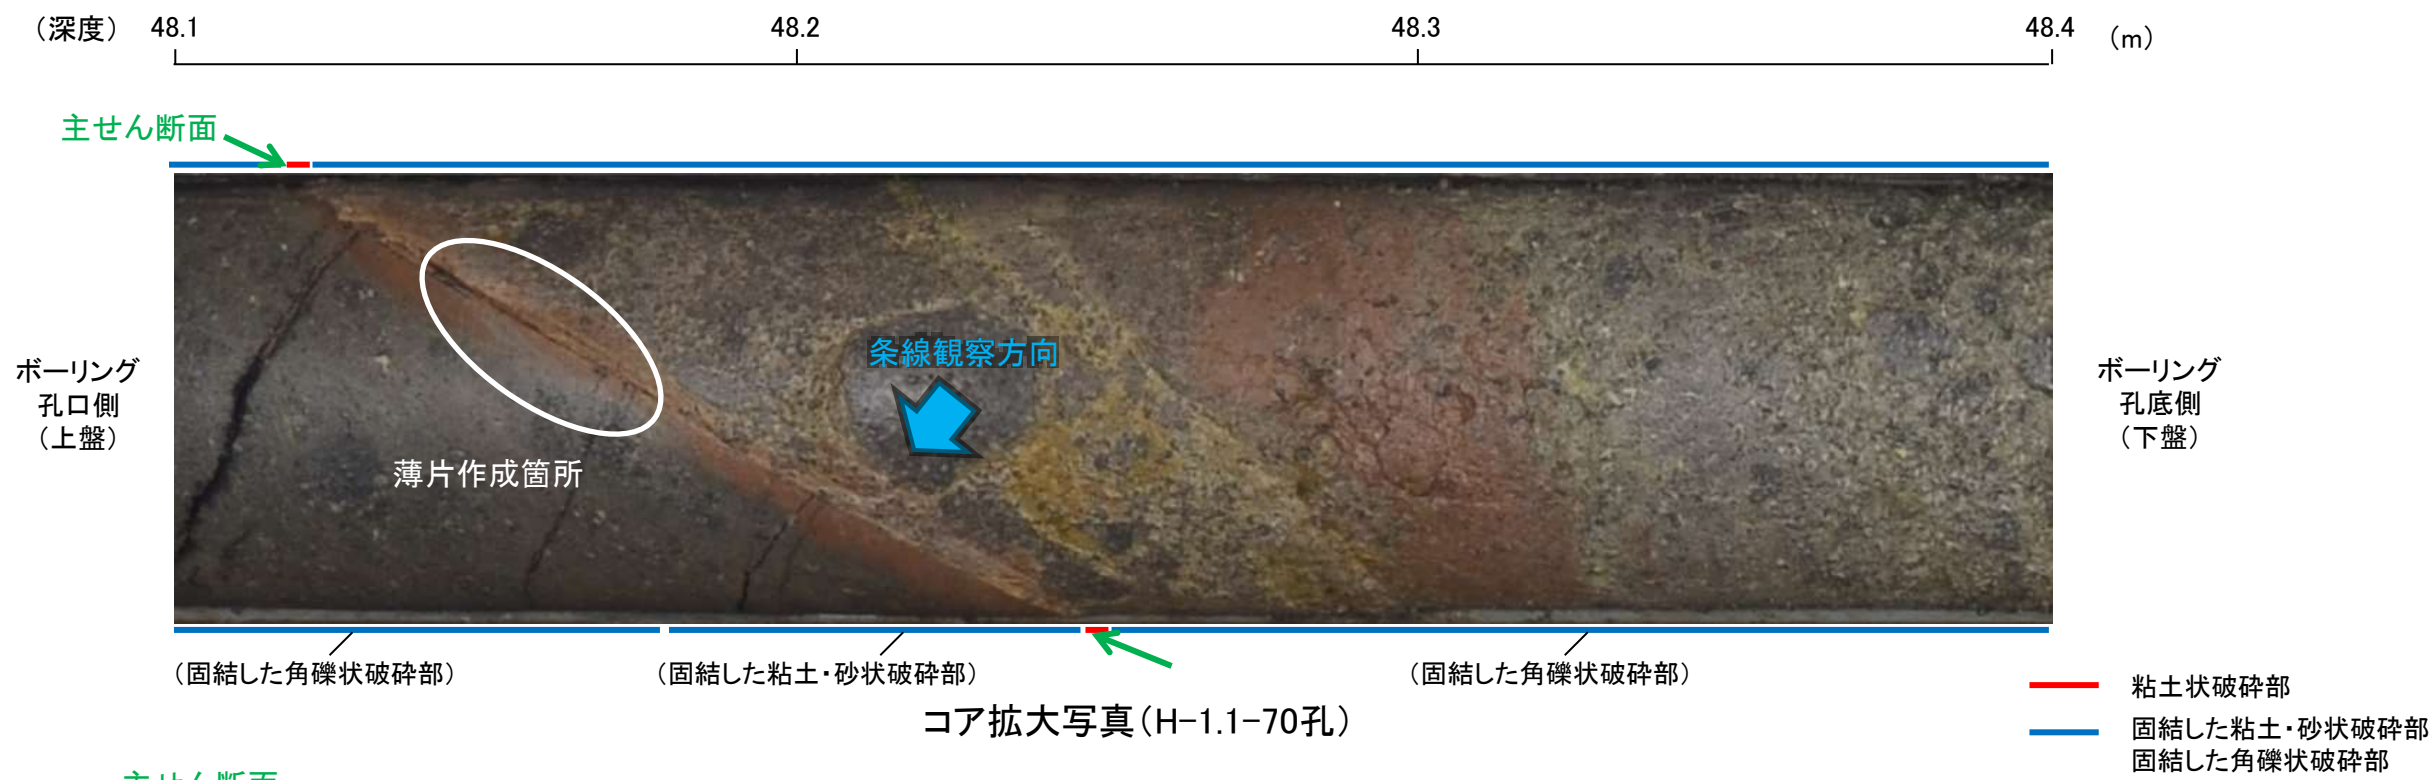 （深度） 48.1 48.2 48.3 48.4 （m）
主せん断面
条線観察方向
ボーリング
孔口側
（上盤）
ボーリング
孔底側
（下盤）
薄片作成箇所
（固結した角礫状破砕部） （固結した粘土・砂状破砕部） （固結した角礫状破砕部）
粘土状破砕部
コア拡大写真（H-1.1-70孔）
固結した粘土・砂状破砕部
固結した角礫状破砕部
主せん断面